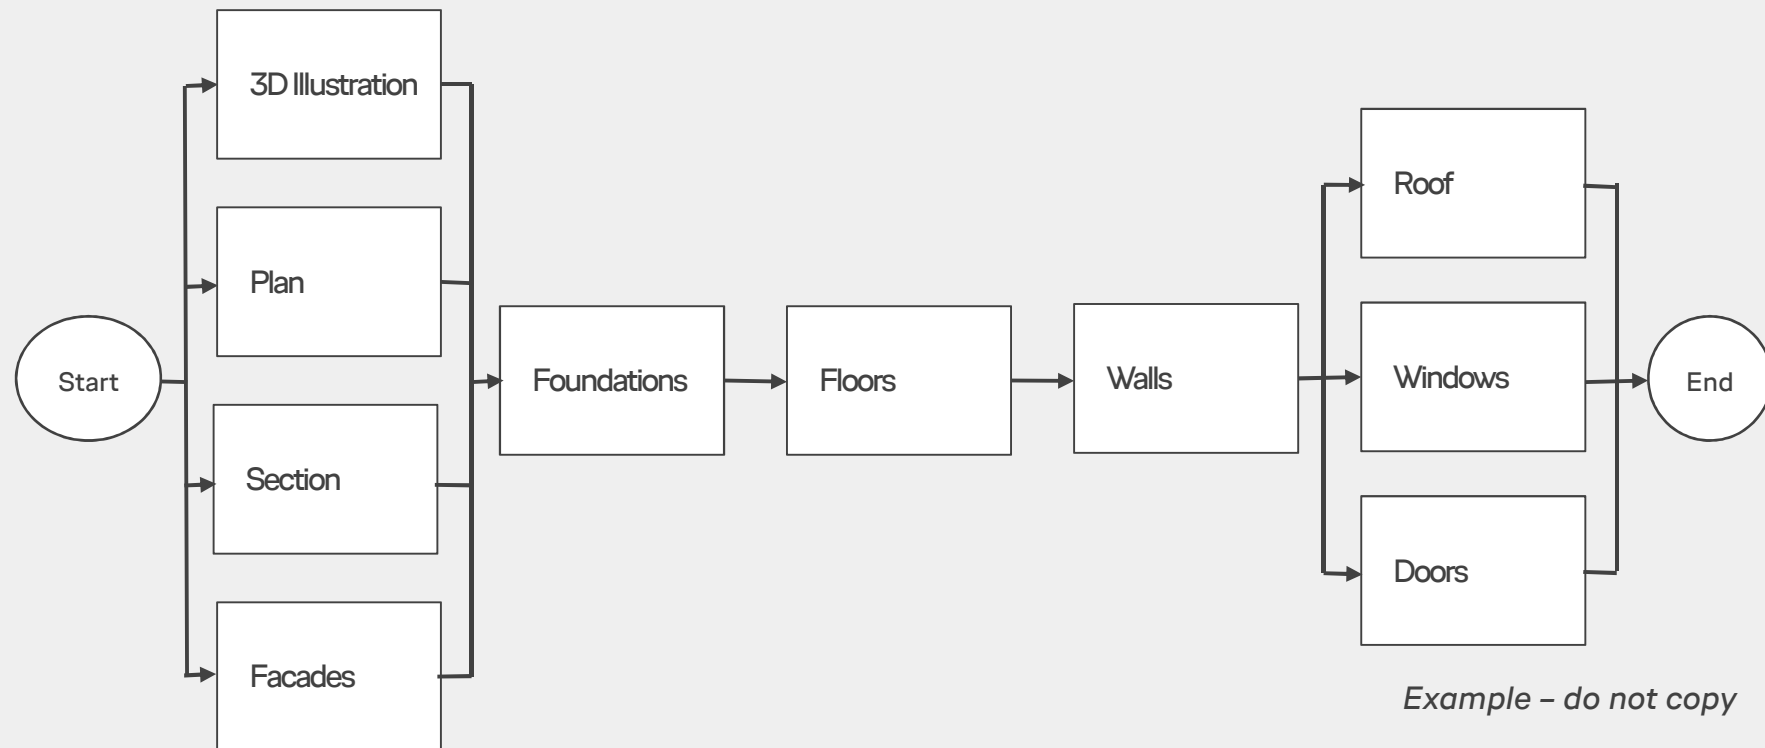 Start
3D Illustration
Plan
Section
Facades
Foundations
Floors
Walls
Roof
Windows
Doors
End
Example – do not copy